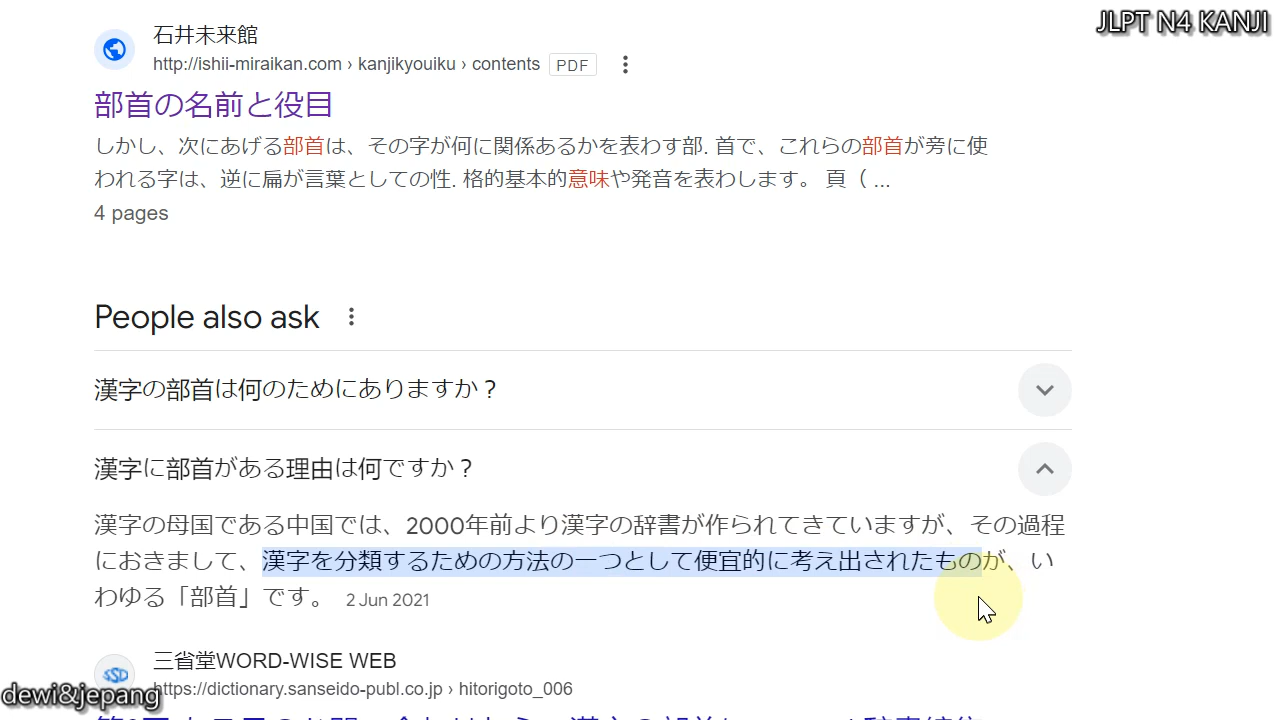 JLPT N4 KANJI
石井未来館
http://ishii-miraikan.com › kanjikyouiku › contents PDF
部首の名前と役目
しかし、次にあげる部首は、その字が何に関係あるかを表わす部. 首で、これらの部首が旁に使
われる字は、逆に扁が言葉としての性. 格的基本的意味や発音を表わします。 頁（ ...
4 pages
People also ask
漢字の部首は何のためにありますか？
漢字に部首がある理由は何ですか？
漢字の母国である中国では、2000年前より漢字の辞書が作られてきていますが、その過程
におきまして、漢字を分類するための方法の一つとして便宜的に考え出されたものが、い
わゆる「部首」です。 2 Jun 2021
三省堂WORD-WISE WEB
https://dictionary.sanseido-publ.co.jp › hitorigoto_006
dewi&jepang